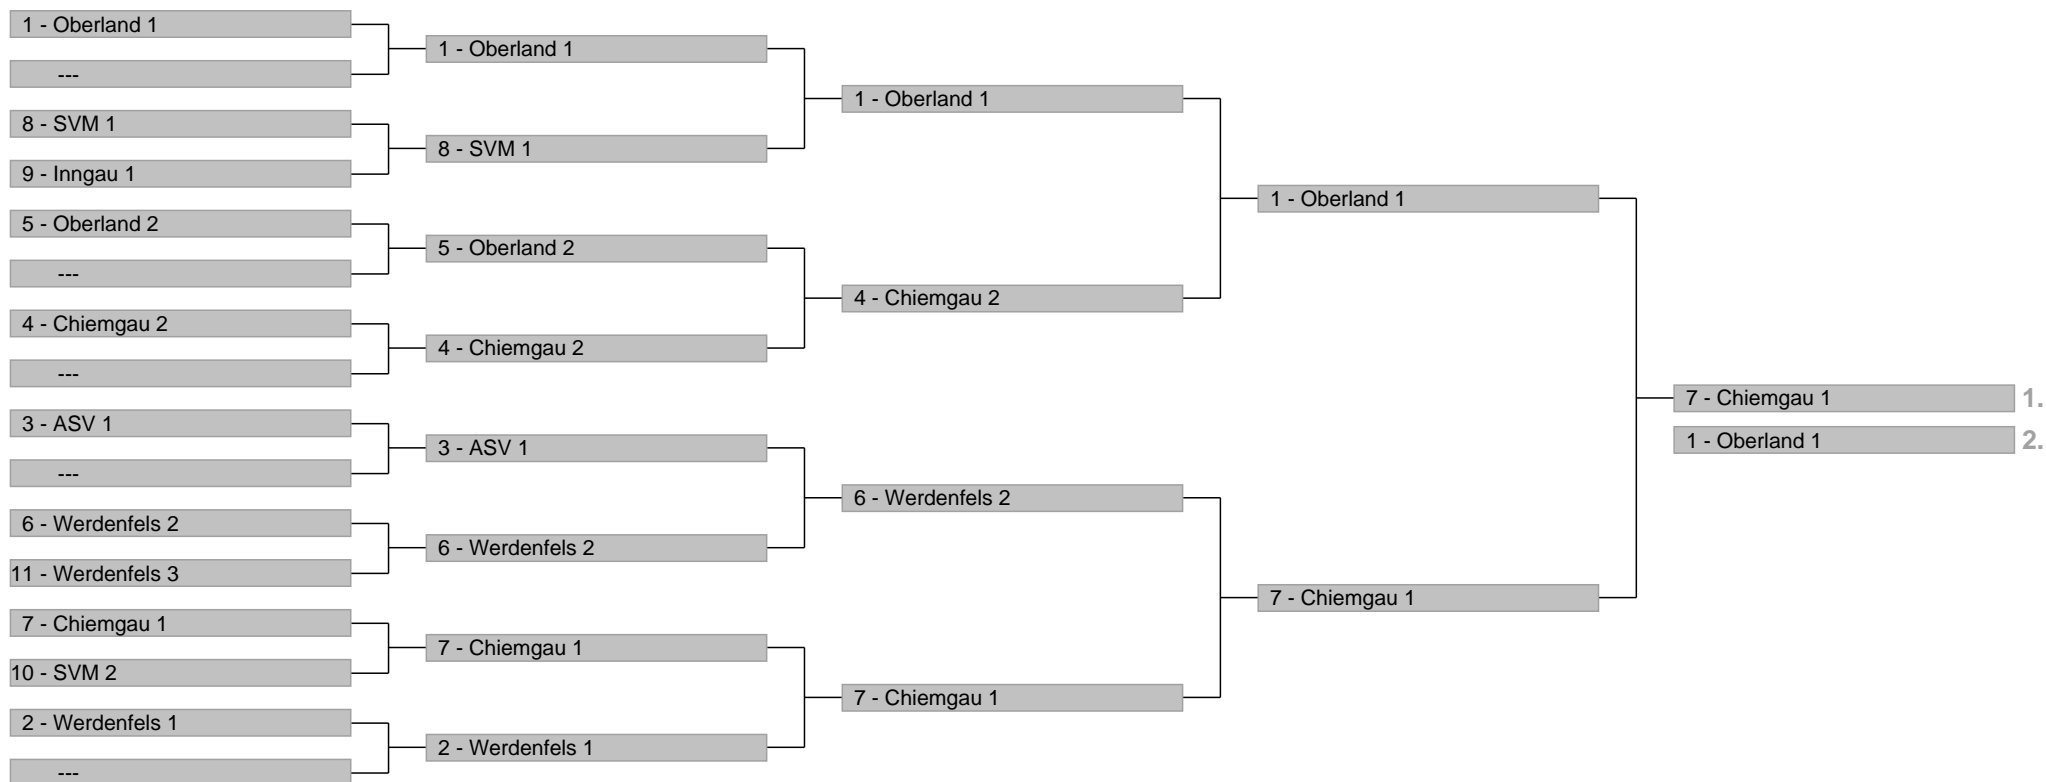 1 - Oberland 1
---
8 - SVM 1
9 - Inngau 1
5 - Oberland 2
---
4 - Chiemgau 2
---
3 - ASV 1
---
6 - Werdenfels 2
11 - Werdenfels 3
7 - Chiemgau 1
10 - SVM 2
2 - Werdenfels 1
---
1 - Oberland 1
8 - SVM 1
5 - Oberland 2
4 - Chiemgau 2
3 - ASV 1
6 - Werdenfels 2
7 - Chiemgau 1
2 - Werdenfels 1
1 - Oberland 1
4 - Chiemgau 2
6 - Werdenfels 2
7 - Chiemgau 1
1 - Oberland 1
7 - Chiemgau 1
7 - Chiemgau 1 1.
1 - Oberland 1 2.